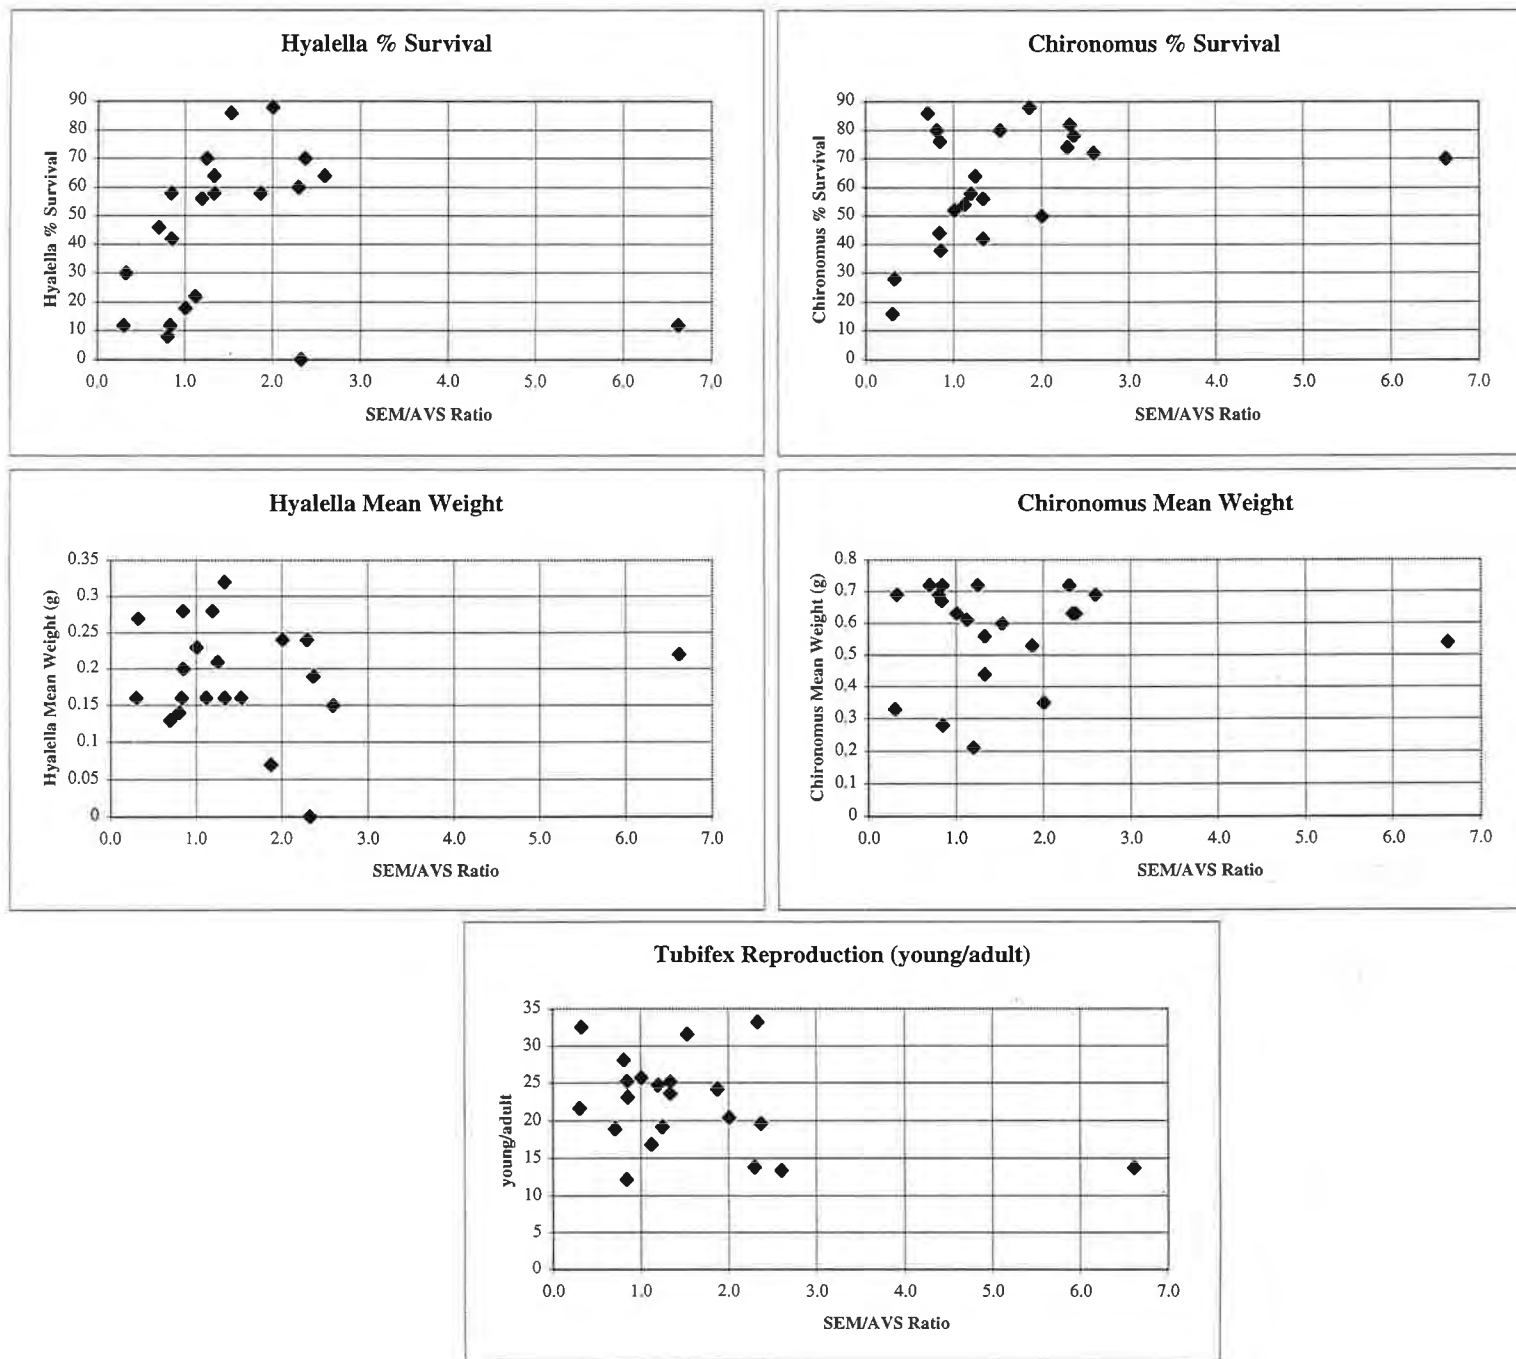 Hyalella % Survival
90
80
70
60
50
40
30
20
10
0
Hyalella % Survival
0.0 1.0 2.0 3.0 4.0 5.0 6.0 7.0
SEM/AVS Ratio
Chironomus % Survival
90
80
70
60
50
40
30
20
10
0
Chironomus % Survival
0.0 1.0 2.0 3.0 4.0 5.0 6.0 7.0
SEM/AVS Ratio
Hyalella Mean Weight
0.35
0.3
0.25
0.2
0.15
0.1
0.05
0
Hyalella Mean Weight (g)
0.0 1.0 2.0 3.0 4.0 5.0 6.0 7.0
SEM/AVS Ratio
Chironomus Mean Weight
0.8
0.7
0.6
0.5
0.4
0.3
0.2
0.1
0
Chironomus Mean Weight (g)
0.0 1.0 2.0 3.0 4.0 5.0 6.0 7.0
SEM/AVS Ratio
Tubifex Reproduction (young/adult)
35
30
25
20
15
10
5
0
young/adult
0.0 1.0 2.0 3.0 4.0 5.0 6.0 7.0
SEM/AVS Ratio